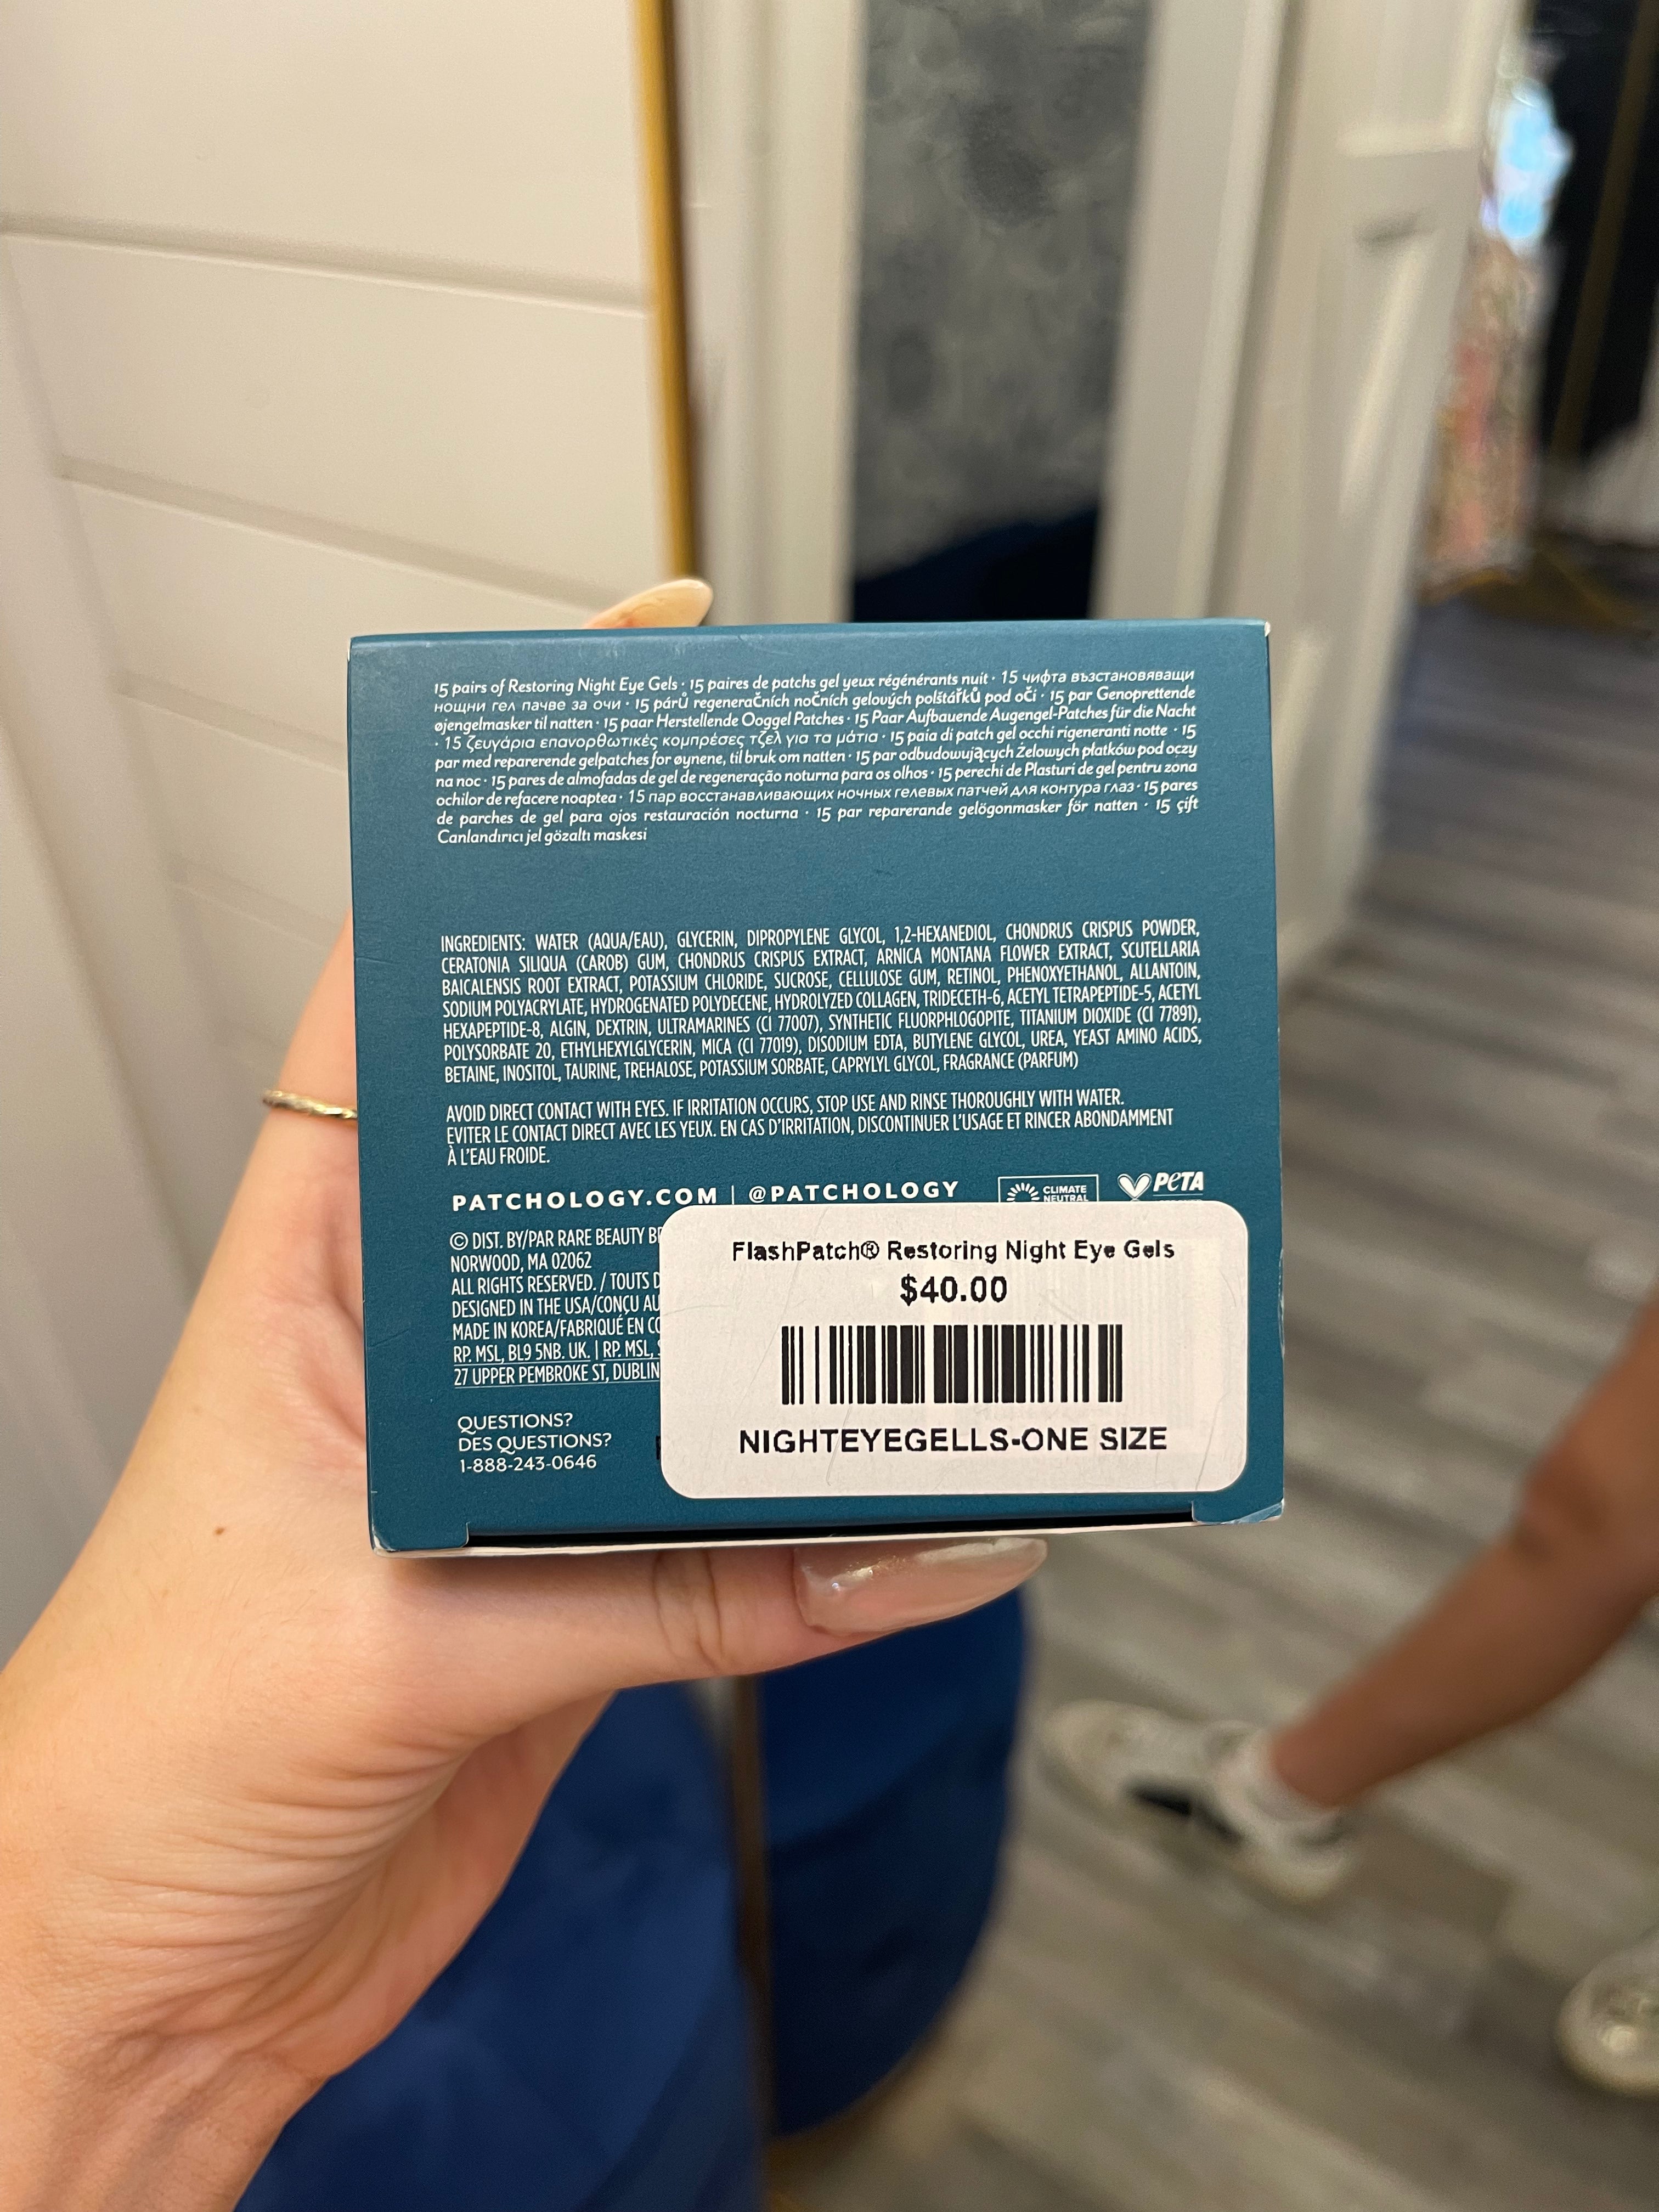 15 pairs of Restoring Night Eye Gels · 15 paires de patchs gel yeux régénérants nuit · 15 чифта възстановяващи
нощни гел пачве за очи · 15 párů regeneračních nočních gelových polštářků pod oči · 15 par Genoprettende
øjengelmasker til natten · 15 paar Herstellende Ooggel Patches · 15 Paar Aufbauende Augengel-Patches für die Nacht
· 15 ζευγάρια επανορθωτικές κομπρέσες τζελ για τα μάτια · 15 paia di patch gel occhi rigeneranti notte · 15
par med reparerende gelpatches for øynene, til bruk om natten · 15 par odbudowujących żelowych płatków pod oczy
na noc · 15 pares de almofadas de gel de regeneração noturna para os olhos · 15 perechi de Plasturi de gel pentru zona
ochilor de refacere noaptea · 15 пар восстанавливающих ночных гелевых патчей для контура глаз · 15 pares
de parches de gel para ojos restauración nocturna · 15 par reparerande gelögonmasker för natten · 15 çift
Canlandırıcı jel gözaltı maskesi
INGREDIENTS: WATER (AQUA/EAU), GLYCERIN, DIPROPYLENE GLYCOL, 1,2-HEXANEDIOL, CHONDRUS CRISPUS POWDER,
CERATONIA SILIQUA (CAROB) GUM, CHONDRUS CRISPUS EXTRACT, ARNICA MONTANA FLOWER EXTRACT, SCUTELLARIA
BAICALENSIS ROOT EXTRACT, POTASSIUM CHLORIDE, SUCROSE, CELLULOSE GUM, RETINOL, PHENOXYETHANOL, ALLANTOIN,
SODIUM POLYACRYLATE, HYDROGENATED POLYDECENE, HYDROLYZED COLLAGEN, TRIDECETH-6, ACETYL TETRAPEPTIDE-5, ACETYL
HEXAPEPTIDE-8, ALGIN, DEXTRIN, ULTRAMARINES (CI 77007), SYNTHETIC FLUORPHLOGOPITE, TITANIUM DIOXIDE (CI 77891),
POLYSORBATE 20, ETHYLHEXYLGLYCERIN, MICA (CI 77019), DISODIUM EDTA, BUTYLENE GLYCOL, UREA, YEAST AMINO ACIDS,
BETAINE, INOSITOL, TAURINE, TREHALOSE, POTASSIUM SORBATE, CAPRYLYL GLYCOL, FRAGRANCE (PARFUM)
AVOID DIRECT CONTACT WITH EYES. IF IRRITATION OCCURS, STOP USE AND RINSE THOROUGHLY WITH WATER.
EVITER LE CONTACT DIRECT AVEC LES YEUX. EN CAS D'IRRITATION, DISCONTINUER L'USAGE ET RINCER ABONDAMMENT
À L'EAU FROIDE.
PATCHOLOGY.COM | @PATCHOLOGY
CLIMATE
NEUTRAL
PETA
© DIST. BY/PAR RARE BEAUTY
NORWOOD, MA 02062
ALL RIGHTS RESERVED. / TOUTS
DESIGNED IN THE USA/CONÇU AU
MADE IN KOREA/FABRIQUÉ EN
RP. MSL, BL9 5NB. UK. | RP. MSL,
27 UPPER PEMBROKE ST, DUBLIN
QUESTIONS?
DES QUESTIONS?
1-888-243-0646
FlashPatch® Restoring Night Eye Gels
$40.00
NIGHTEYEGELLS-ONE SIZE